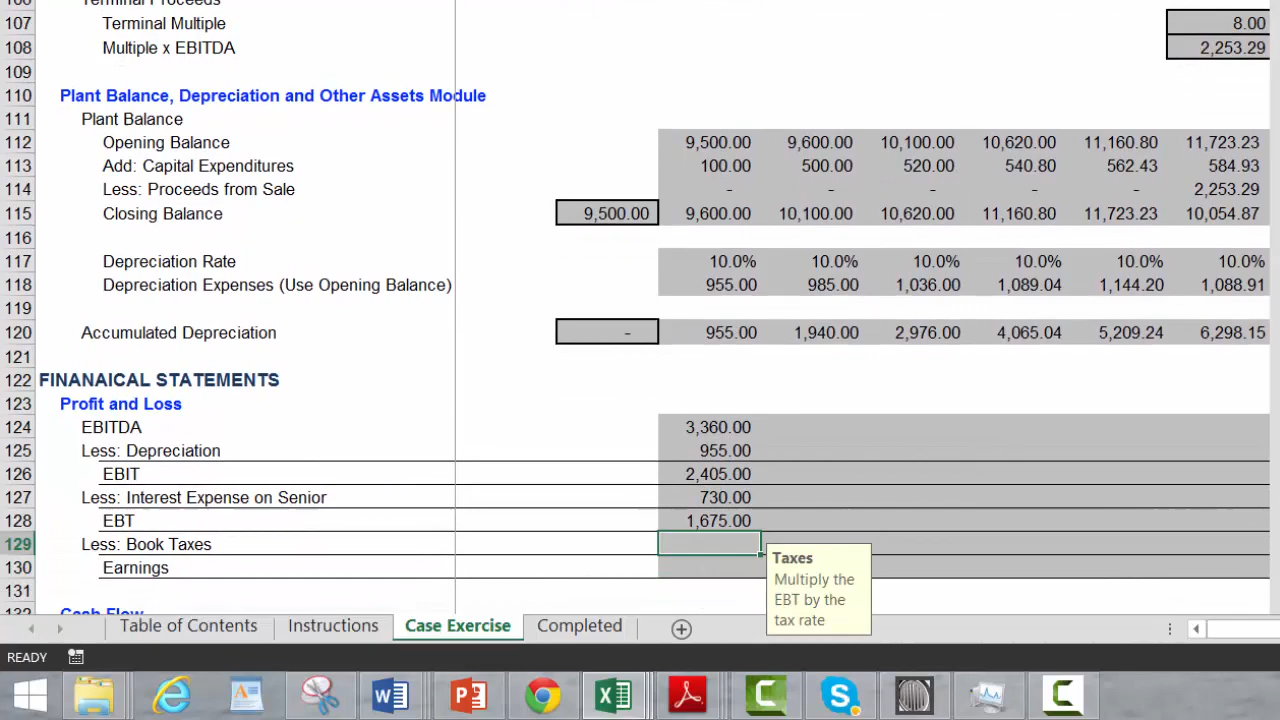 106 Terminal Proceeds
107 Terminal Multiple 8.00
108 Multiple x EBITDA 2,253.29
109
110 Plant Balance, Depreciation and Other Assets Module
111 Plant Balance
112 Opening Balance 9,500.00 9,600.00 10,100.00 10,620.00 11,160.80 11,723.23
113 Add: Capital Expenditures 100.00 500.00 520.00 540.80 562.43 584.93
114 Less: Proceeds from Sale - - - - - 2,253.29
115 Closing Balance 9,500.00 9,600.00 10,100.00 10,620.00 11,160.80 11,723.23 10,054.87
116
117 Depreciation Rate 10.0% 10.0% 10.0% 10.0% 10.0% 10.0%
118 Depreciation Expenses (Use Opening Balance) 955.00 985.00 1,036.00 1,089.04 1,144.20 1,088.91
119
120 Accumulated Depreciation - 955.00 1,940.00 2,976.00 4,065.04 5,209.24 6,298.15
121
122 FINANAICAL STATEMENTS
123 Profit and Loss
124 EBITDA 3,360.00
125 Less: Depreciation 955.00
126 EBIT 2,405.00
127 Less: Interest Expense on Senior 730.00
128 EBT 1,675.00
129 Less: Book Taxes
130 Earnings
131
132 Cash Flow
Taxes
Multiply the
EBT by the
tax rate
Table of Contents Instructions Case Exercise Completed
READY